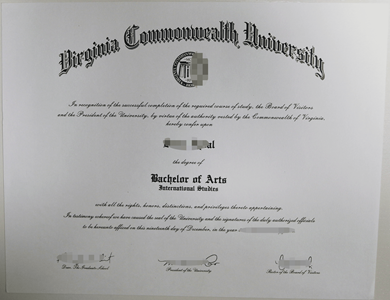 Virginia Commonwealth University
In recognition of the successful completion of the required course of study, the Board of Visitors
and the President of the University, by virtue of the authority vested by the Commonwealth of Virginia,
hereby confer upon
the degree of
Bachelor of Arts
International Studies
with all the rights, honors, distinctions, and privileges thereto appertaining.
In testimony whereof we have caused the seal of the University and the signatures of the duly authorized officials
to be hereunto affixed on this nineteenth day of December, in the year
President of the University
Rector of The Board of Visitors